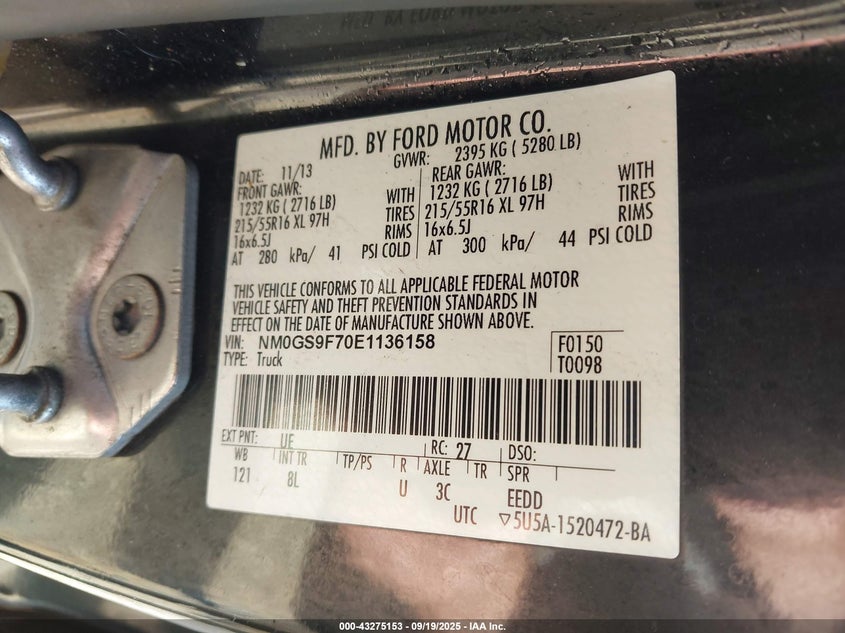 MFD. BY FORD MOTOR CO.
DATE: 11/13 GVWR: 2395 KG ( 5280 LB)
FRONT GAWR: REAR GAWR:
1232 KG ( 2716 LB) WITH 1232 KG ( 2716 LB) WITH
215/55R16 XL 97H TIRES 215/55R16 XL 97H TIRES
16x6.5J RIMS 16x6.5J RIMS
AT 280 kPa/ 41 PSI COLD AT 300 kPa/ 44 PSI COLD
THIS VEHICLE CONFORMS TO ALL APPLICABLE FEDERAL MOTOR
VEHICLE SAFETY AND THEFT PREVENTION STANDARDS IN
EFFECT ON THE DATE OF MANUFACTURE SHOWN ABOVE.
VIN: NM0GS9F70E1136158 F0150
TYPE: Truck T0098
EXT PNT: UE RC: 27 DSO:
WB INT TR TP/PS R AXLE TR SPR
121 8L U 3C EEDD
UTC ▽5U5A-1520472-BA
000-43275153 - 09/19/2025 - IAA Inc.